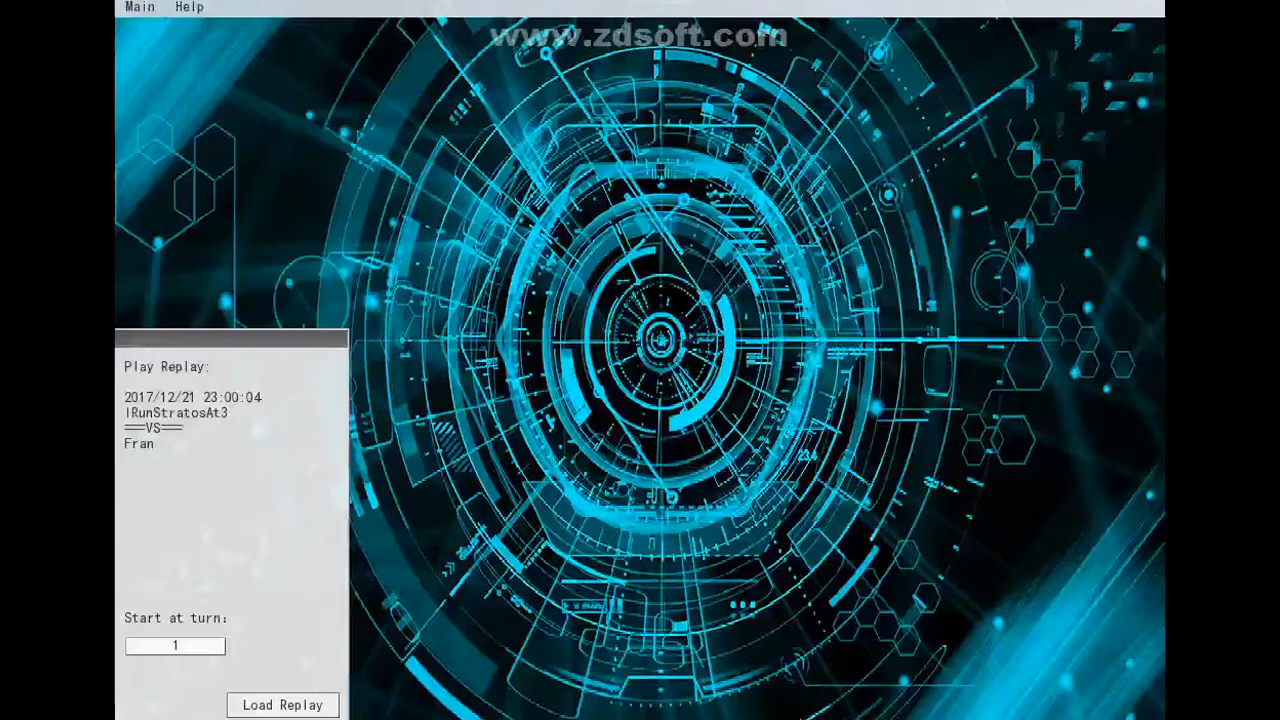 Main Help
www.zdsoft.com
Play Replay:
2017/12/21 23:00:04
IRunStratosAt3
===VS===
Fran
234
Start at turn:
1
Load Replay